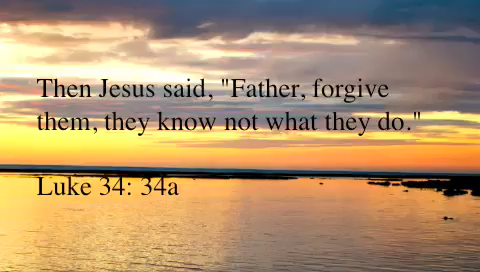 Then Jesus said, "Father, forgive
them, they know not what they do."
Luke 34: 34a